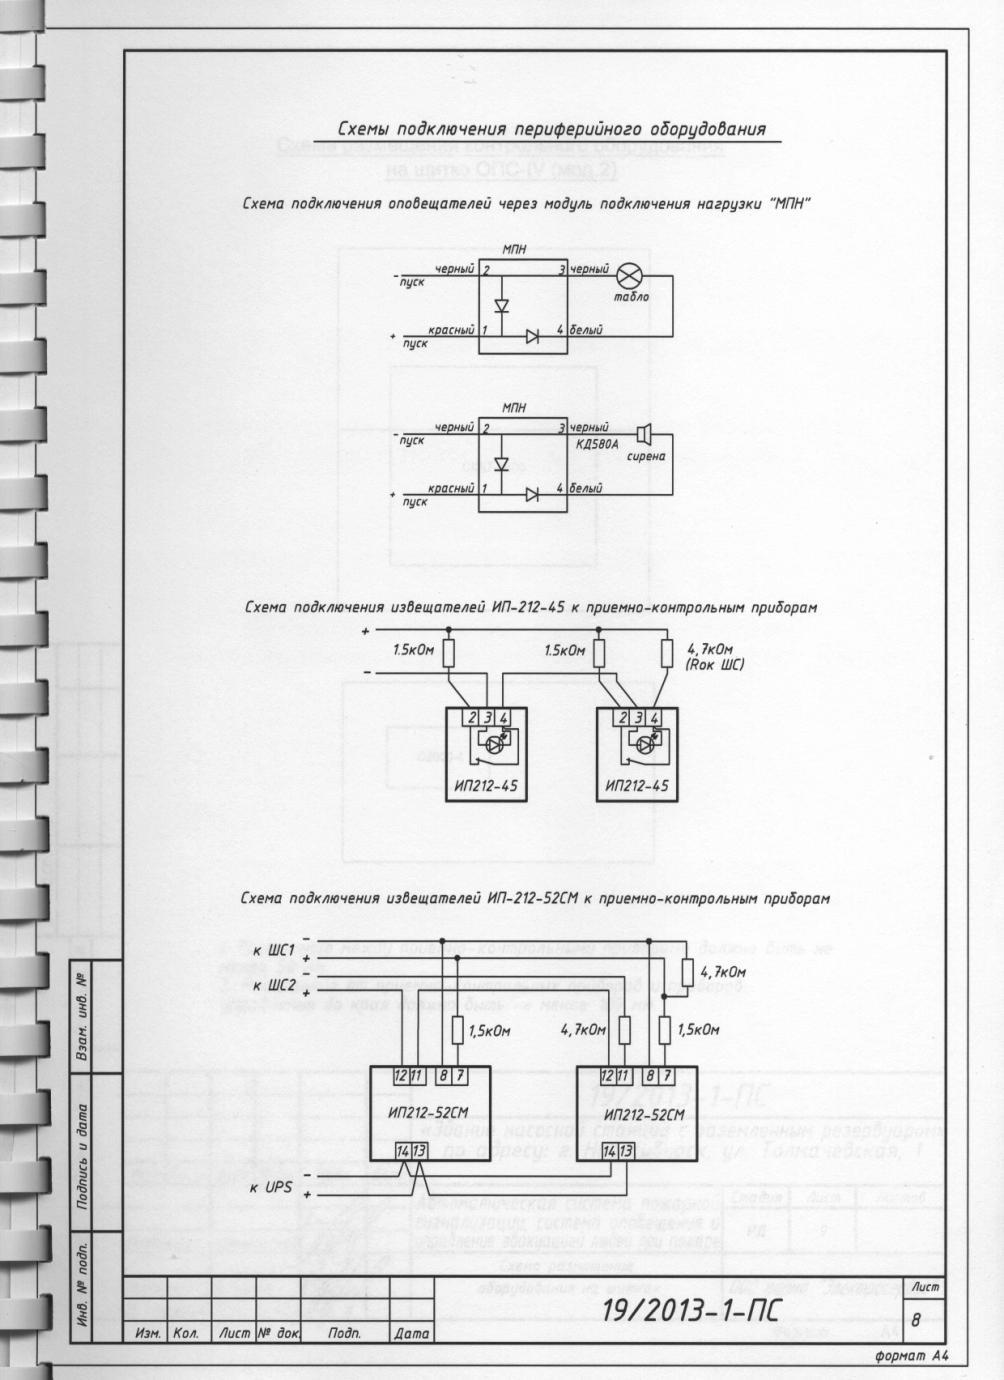 Схемы подключения периферийного оборудования
Схема подключения оповещателей через модуль подключения нагрузки "МПН"
МПН
- черный 2 3 черный
пуск
табло
+ красный 1 4 белый
пуск
МПН
- черный 2 3 черный
пуск КД580А
сирена
+ красный 1 4 белый
пуск
Схема подключения извещателей ИП-212-45 к приемно-контрольным приборам
+
1.5кОм 1.5кОм 4,7кОм
(Rок ШС)
-
2 3 4 2 3 4
ИП212-45 ИП212-45
Схема подключения извещателей ИП-212-52СМ к приемно-контрольным приборам
к ШС1 - +
4,7кОм
к ШС2 - +
1,5кОм 4,7кОм 1,5кОм
12 11 8 7 12 11 8 7
ИП212-52СМ ИП212-52СМ
14 13 14 13
к UPS - +
Взам. инв. №
Подпись и дата
Инв. № подп.
Изм. Кол. Лист № док. Подп. Дата
19/2013-1-ПС
Лист
8
формат А4